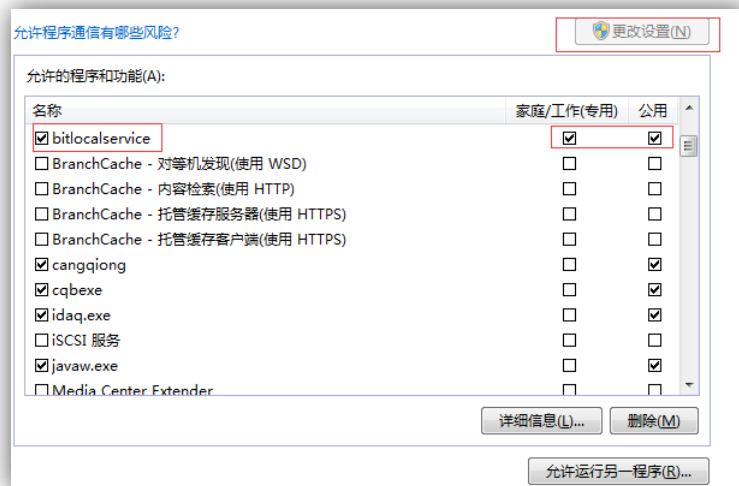 允许程序通信有哪些风险?
更改设置(N)
允许的程序和功能(A):
名称 家庭/工作(专用) 公用
bitlocalservice
BranchCache - 对等机发现(使用 WSD)
BranchCache - 内容检索(使用 HTTP)
BranchCache - 托管缓存服务器(使用 HTTPS)
BranchCache - 托管缓存客户端(使用 HTTPS)
cangqiong
cqbexe
idaq.exe
iSCSI 服务
javaw.exe
Media Center Extender
详细信息(L)... 删除(M)
允许运行另一程序(R)...